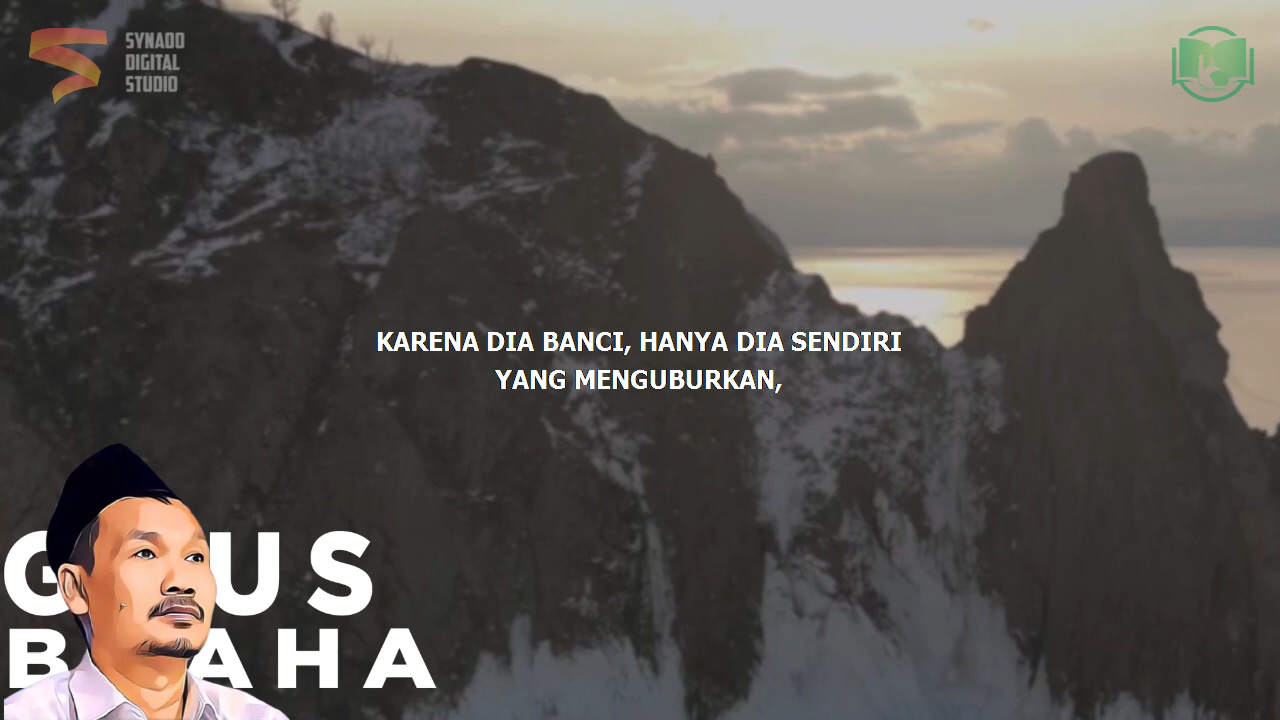 SYNADO
DIGITAL
STUDIO
KARENA DIA BANCI, HANYA DIA SENDIRI
YANG MENGUBURKAN,
G US
B AHA